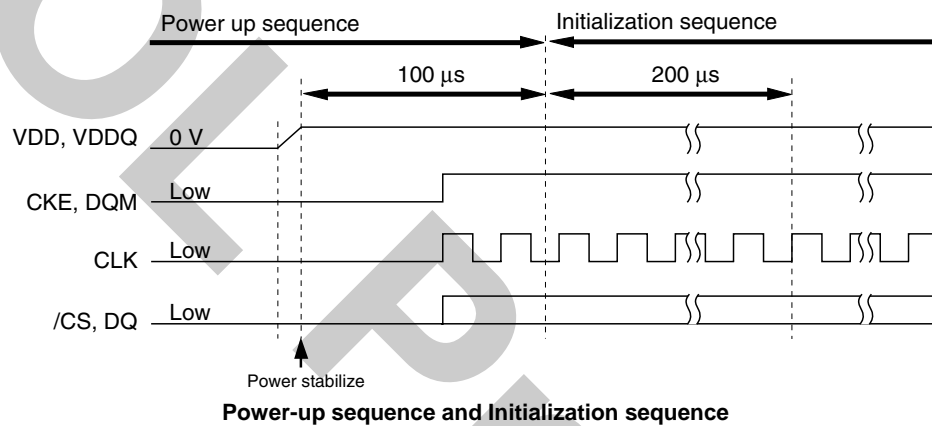 Power up sequence
Initialization sequence
100 μs
200 μs
VDD, VDDQ
0 V
CKE, DQM
Low
CLK
Low
/CS, DQ
Low
Power stabilize
Power-up sequence and Initialization sequence